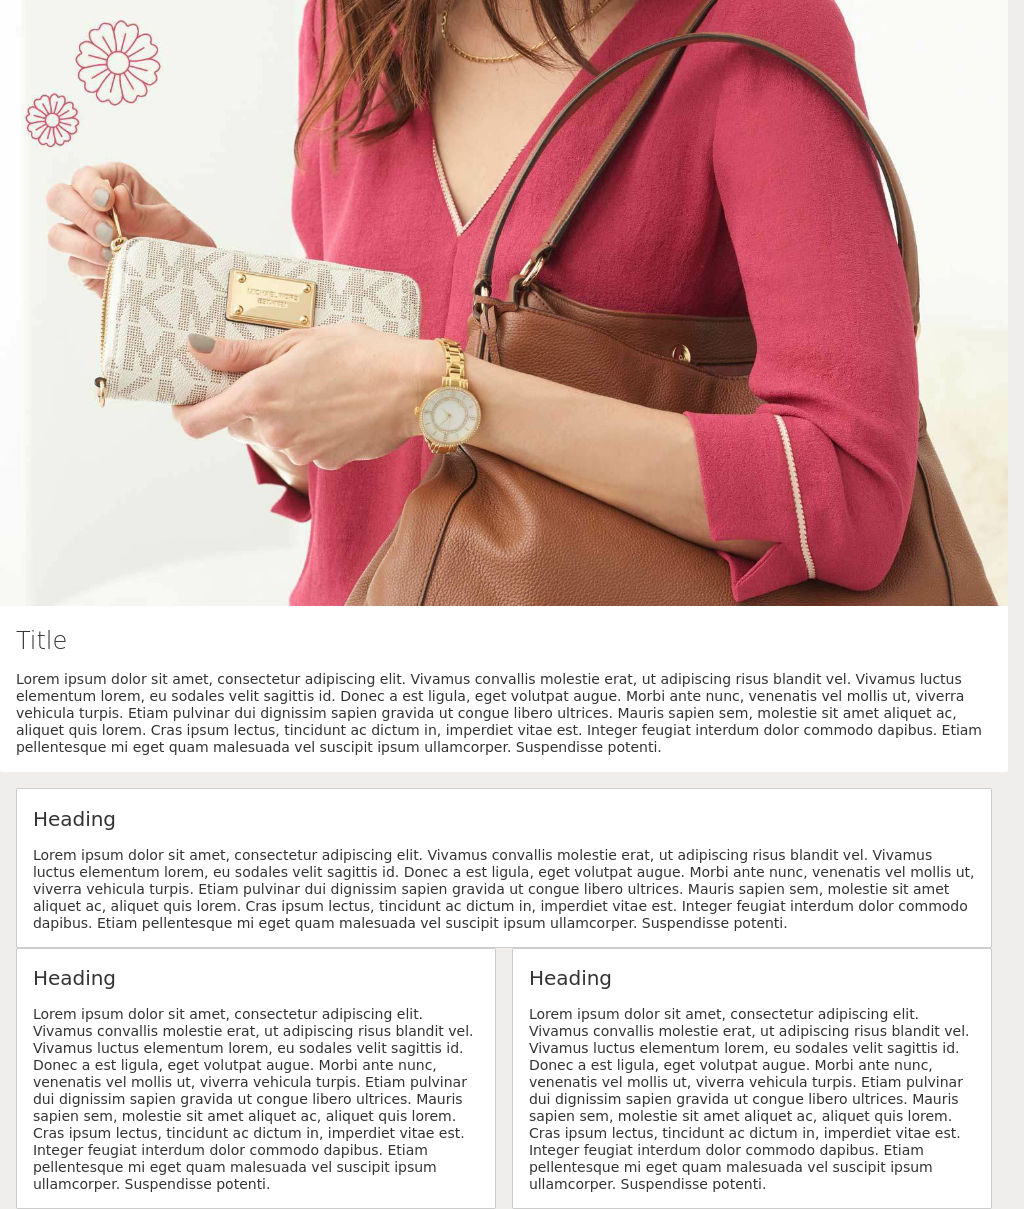 MICHAEL KORS
Title
Lorem ipsum dolor sit amet, consectetur adipiscing elit. Vivamus convallis molestie erat, ut adipiscing risus blandit vel. Vivamus luctus
elementum lorem, eu sodales velit sagittis id. Donec a est ligula, eget volutpat augue. Morbi ante nunc, venenatis vel mollis ut, viverra
vehicula turpis. Etiam pulvinar dui dignissim sapien gravida ut congue libero ultrices. Mauris sapien sem, molestie sit amet aliquet ac,
aliquet quis lorem. Cras ipsum lectus, tincidunt ac dictum in, imperdiet vitae est. Integer feugiat interdum dolor commodo dapibus. Etiam
pellentesque mi eget quam malesuada vel suscipit ipsum ullamcorper. Suspendisse potenti.
Heading
Lorem ipsum dolor sit amet, consectetur adipiscing elit. Vivamus convallis molestie erat, ut adipiscing risus blandit vel. Vivamus
luctus elementum lorem, eu sodales velit sagittis id. Donec a est ligula, eget volutpat augue. Morbi ante nunc, venenatis vel mollis ut,
viverra vehicula turpis. Etiam pulvinar dui dignissim sapien gravida ut congue libero ultrices. Mauris sapien sem, molestie sit amet
aliquet ac, aliquet quis lorem. Cras ipsum lectus, tincidunt ac dictum in, imperdiet vitae est. Integer feugiat interdum dolor commodo
dapibus. Etiam pellentesque mi eget quam malesuada vel suscipit ipsum ullamcorper. Suspendisse potenti.
Heading
Lorem ipsum dolor sit amet, consectetur adipiscing elit.
Vivamus convallis molestie erat, ut adipiscing risus blandit vel.
Vivamus luctus elementum lorem, eu sodales velit sagittis id.
Donec a est ligula, eget volutpat augue. Morbi ante nunc,
venenatis vel mollis ut, viverra vehicula turpis. Etiam pulvinar
dui dignissim sapien gravida ut congue libero ultrices. Mauris
sapien sem, molestie sit amet aliquet ac, aliquet quis lorem.
Cras ipsum lectus, tincidunt ac dictum in, imperdiet vitae est.
Integer feugiat interdum dolor commodo dapibus. Etiam
pellentesque mi eget quam malesuada vel suscipit ipsum
ullamcorper. Suspendisse potenti.
Heading
Lorem ipsum dolor sit amet, consectetur adipiscing elit.
Vivamus convallis molestie erat, ut adipiscing risus blandit vel.
Vivamus luctus elementum lorem, eu sodales velit sagittis id.
Donec a est ligula, eget volutpat augue. Morbi ante nunc,
venenatis vel mollis ut, viverra vehicula turpis. Etiam pulvinar
dui dignissim sapien gravida ut congue libero ultrices. Mauris
sapien sem, molestie sit amet aliquet ac, aliquet quis lorem.
Cras ipsum lectus, tincidunt ac dictum in, imperdiet vitae est.
Integer feugiat interdum dolor commodo dapibus. Etiam
pellentesque mi eget quam malesuada vel suscipit ipsum
ullamcorper. Suspendisse potenti.